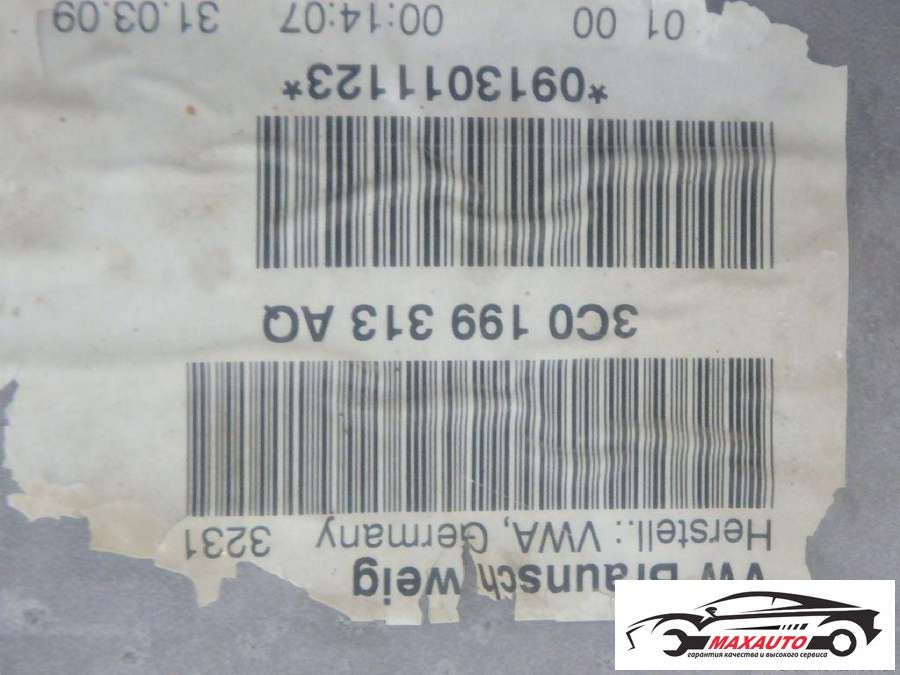 VW Braunschweig
Herstell.: VWA, Germany 3231
3C0 199 313 AQ
*0913011123*
01 00 00:14:07 31.03.09
MAXAUTO
гарантия качества и высокого сервиса